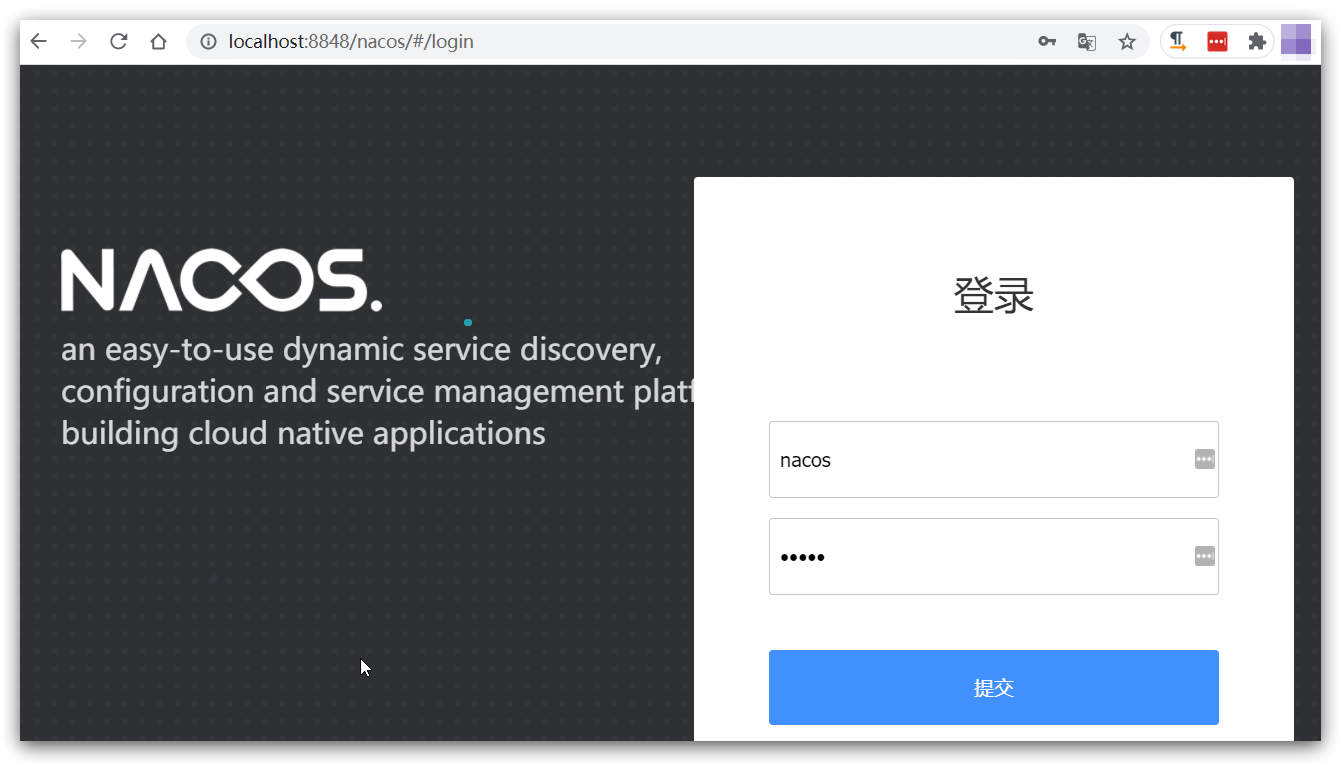 localhost:8848/nacos/#/login
NACOS.
an easy-to-use dynamic service discovery,
configuration and service management platf
building cloud native applications
登录
nacos
•••••
提交